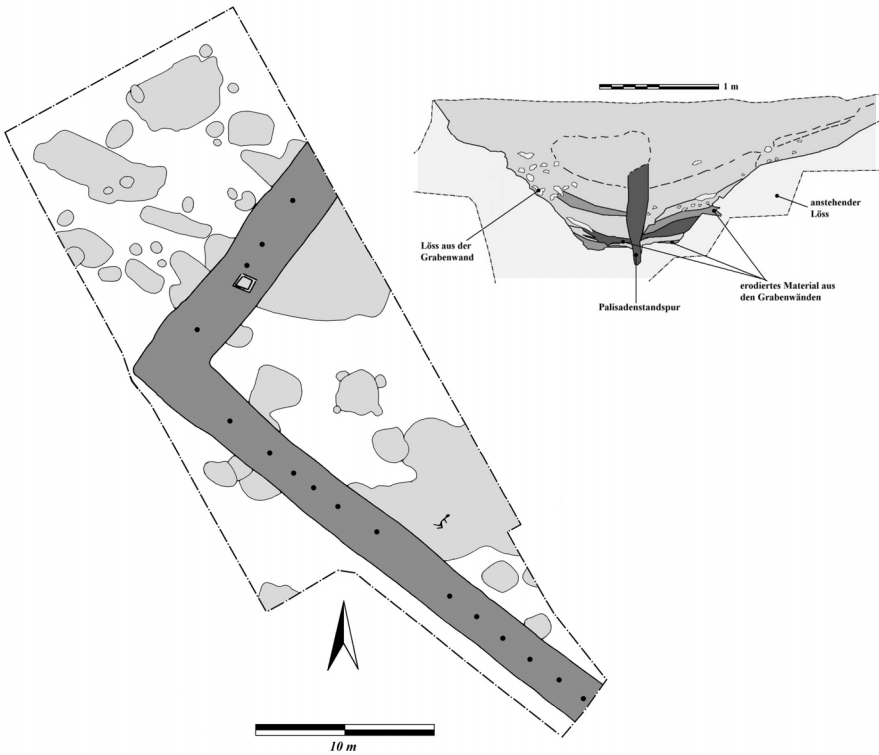 1 m
anstehender
Löss
Löss aus der
Grabenwand
erodiertes Material aus
den Grabenwänden
Palisadenstandspur
10 m